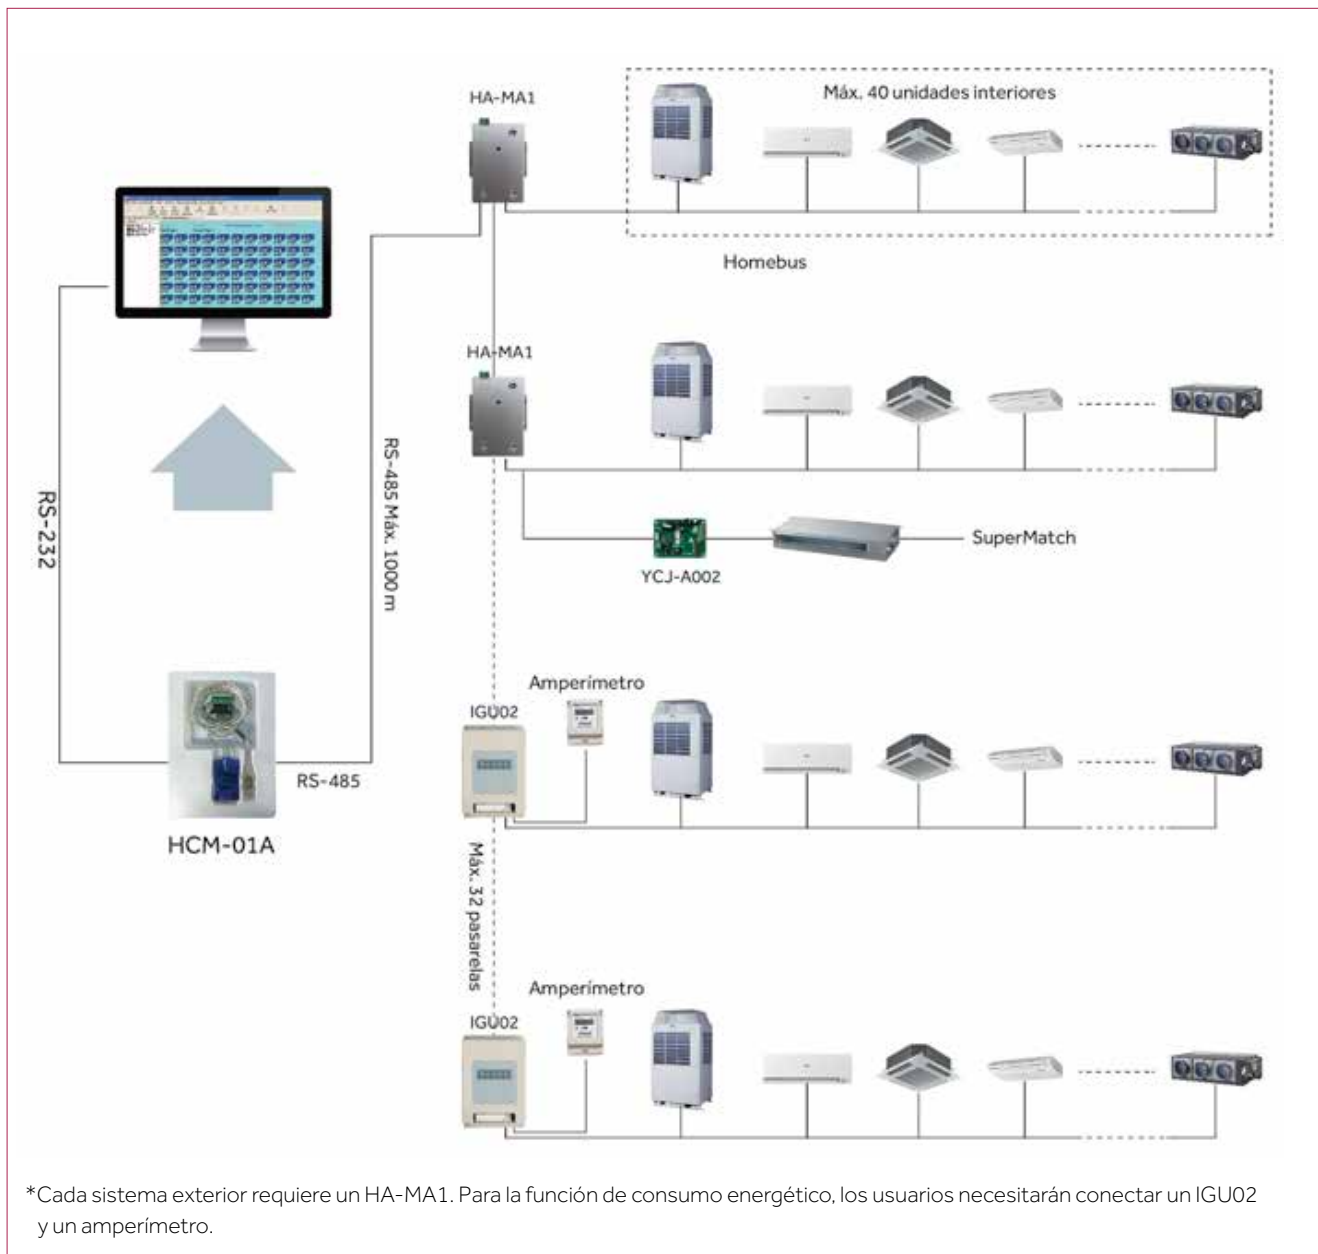 HA-MA1
Máx. 40 unidades interiores
Homebus
HA-MA1
RS-232
RS-485 Máx. 1000 m
YCJ-A002
SuperMatch
Amperímetro
IGU02
RS-485
HCM-01A
Máx. 32 pasarelas
Amperímetro
IGU02
*Cada sistema exterior requiere un HA-MA1. Para la función de consumo energético, los usuarios necesitarán conectar un IGU02
y un amperímetro.